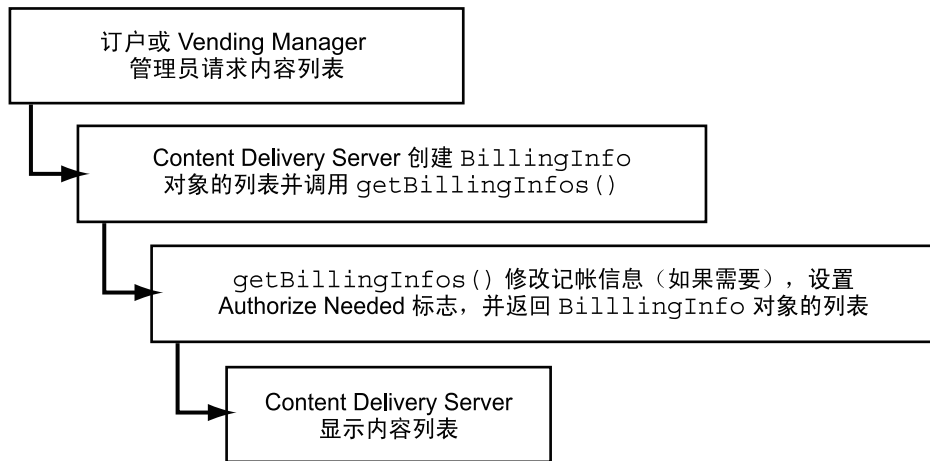 订户或 Vending Manager
管理员请求内容列表
Content Delivery Server 创建 BillingInfo
对象的列表并调用 getBillingInfos()
getBillingInfos() 修改记帐信息（如果需要），设置
Authorize Needed 标志，并返回 BilllingInfo 对象的列表
Content Delivery Server
显示内容列表